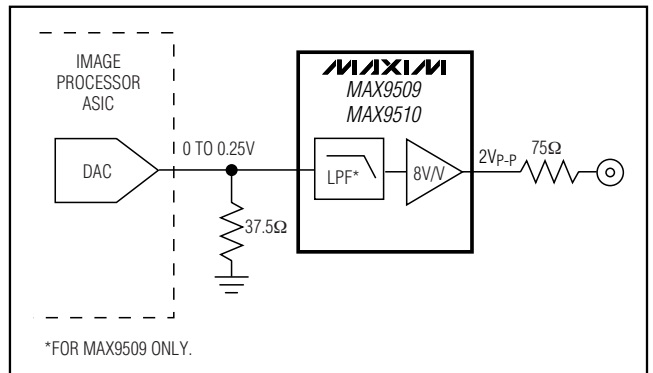 IMAGE
PROCESSOR
ASIC
DAC
0 TO 0.25V
37.5Ω
MAXIM
MAX9509
MAX9510
LPF*
8V/V
2VP-P
75Ω
*FOR MAX9509 ONLY.